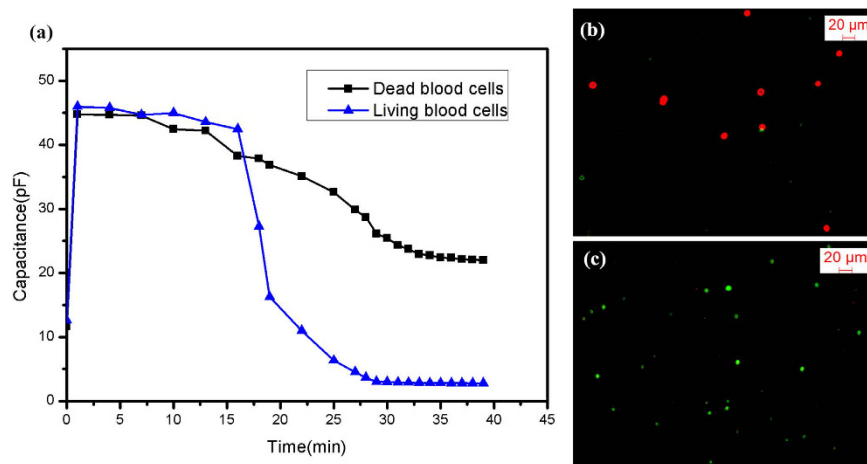 (a)
Dead blood cells
Living blood cells
50
40
30
20
10
0
0 5 10 15 20 25 30 35 40 45
Capacitance(pF)
Time(min)
(b)
20 µm
(c)
20 µm